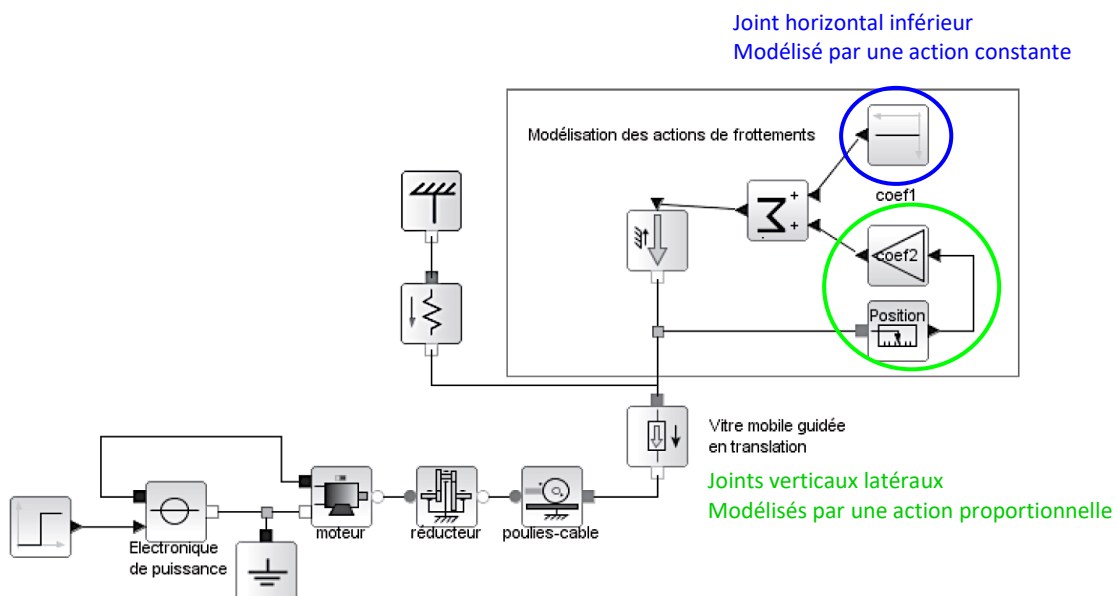 Joint horizontal inférieur
Modélisé par une action constante
Modélisation des actions de frottements
coef1
Σ
+
+
coef2
Position
Vitre mobile guidée
en translation
Joints verticaux latéraux
Modélisés par une action proportionnelle
Electronique
de puissance
moteur
réducteur
poulies-cable